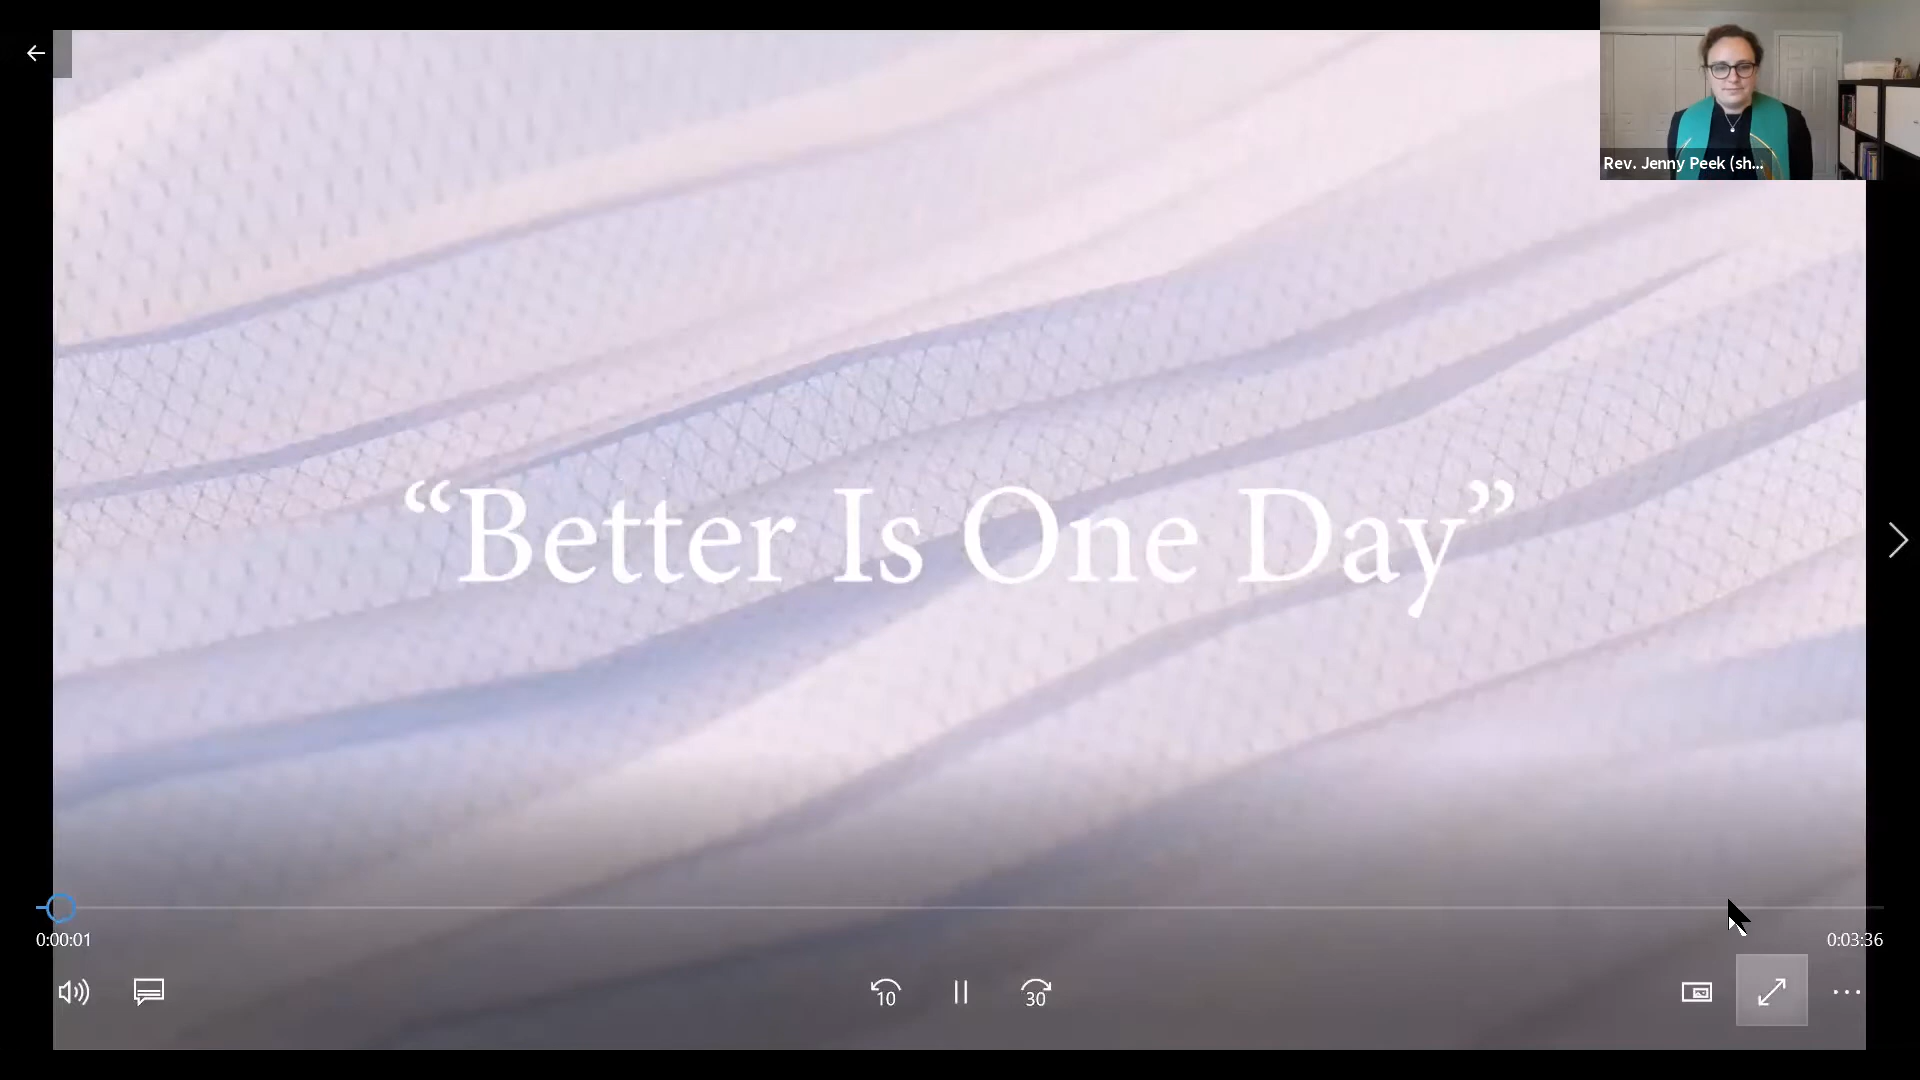 Rev. Jenny Peek (sh...
“Better Is One Day”
0:00:01
0:03:36
10
30